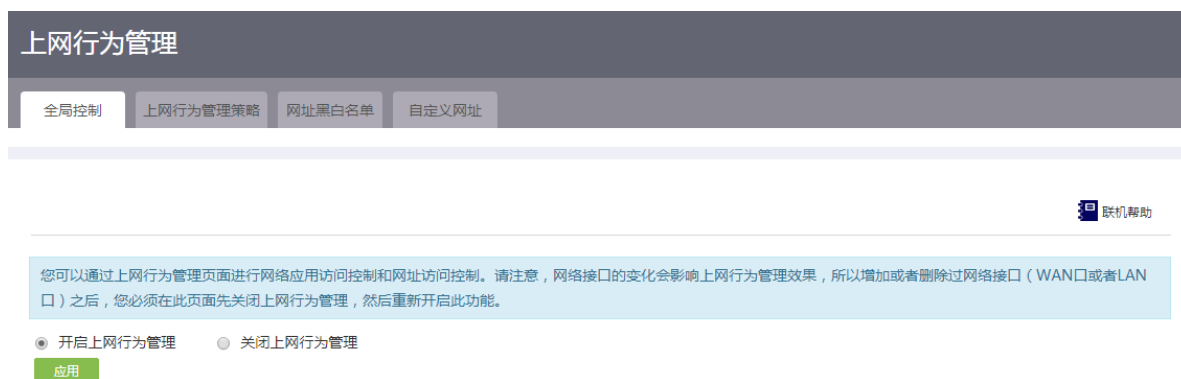 上网行为管理
全局控制 上网行为管理策略 网址黑白名单 自定义网址
联机帮助
您可以通过上网行为管理页面进行网络应用访问控制和网址访问控制。请注意，网络接口的变化会影响上网行为管理效果，所以增加或者删除过网络接口（WAN口或者LAN
口）之后，您必须在此页面先关闭上网行为管理，然后重新开启此功能。
开启上网行为管理 关闭上网行为管理
应用